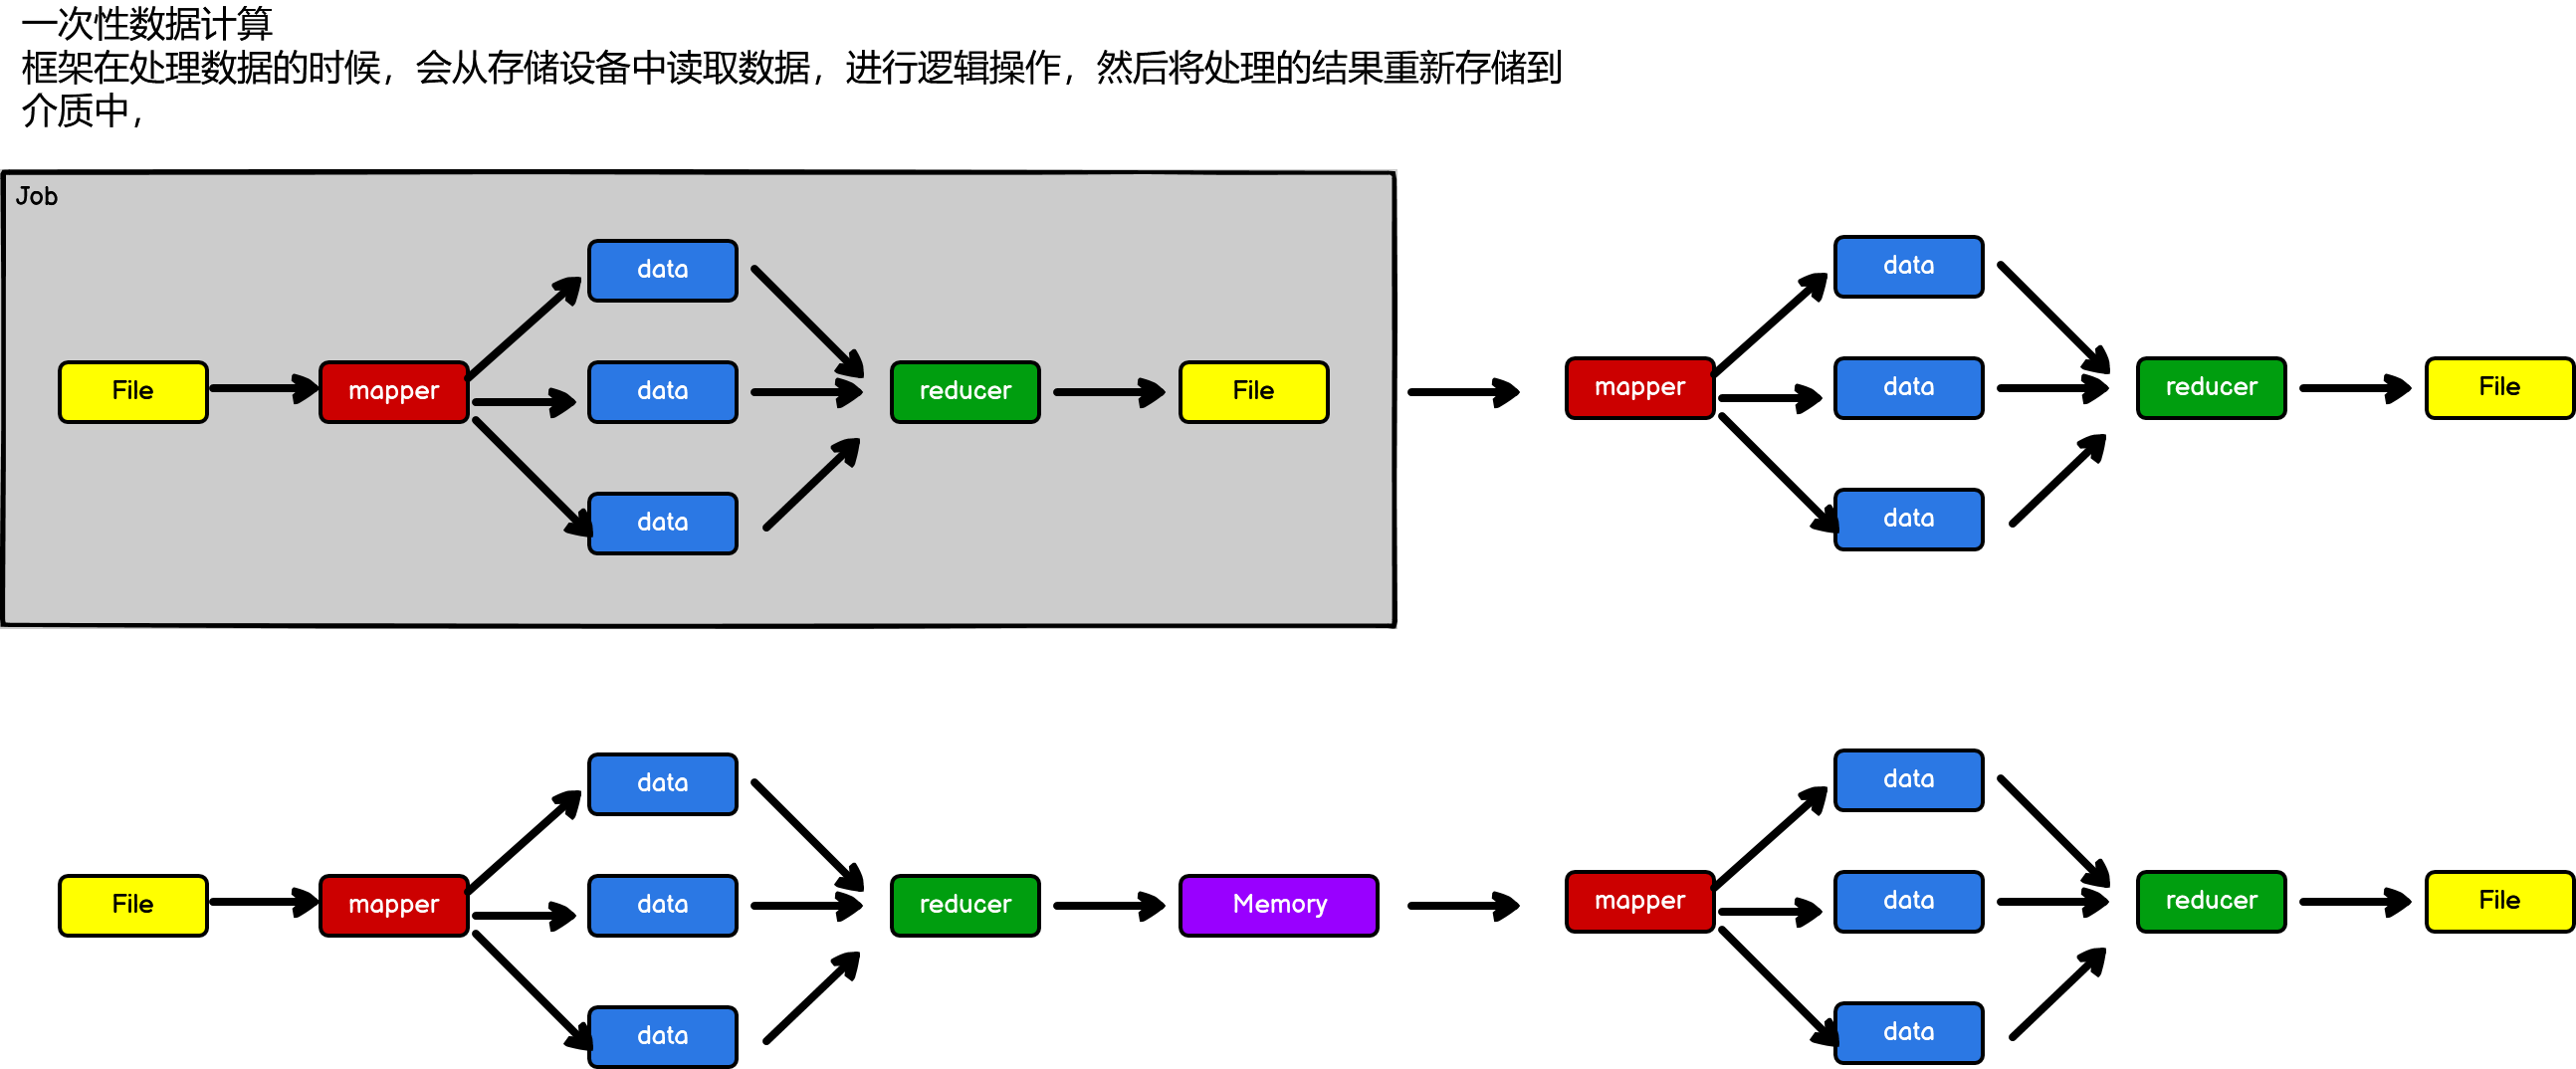 一次性数据计算
框架在处理数据的时候，会从存储设备中读取数据，进行逻辑操作，然后将处理的结果重新存储到
介质中，
Job
data
data
File
mapper
data
reducer
File
mapper
data
reducer
File
data
data
data
data
File
mapper
data
reducer
Memory
mapper
data
reducer
File
data
data